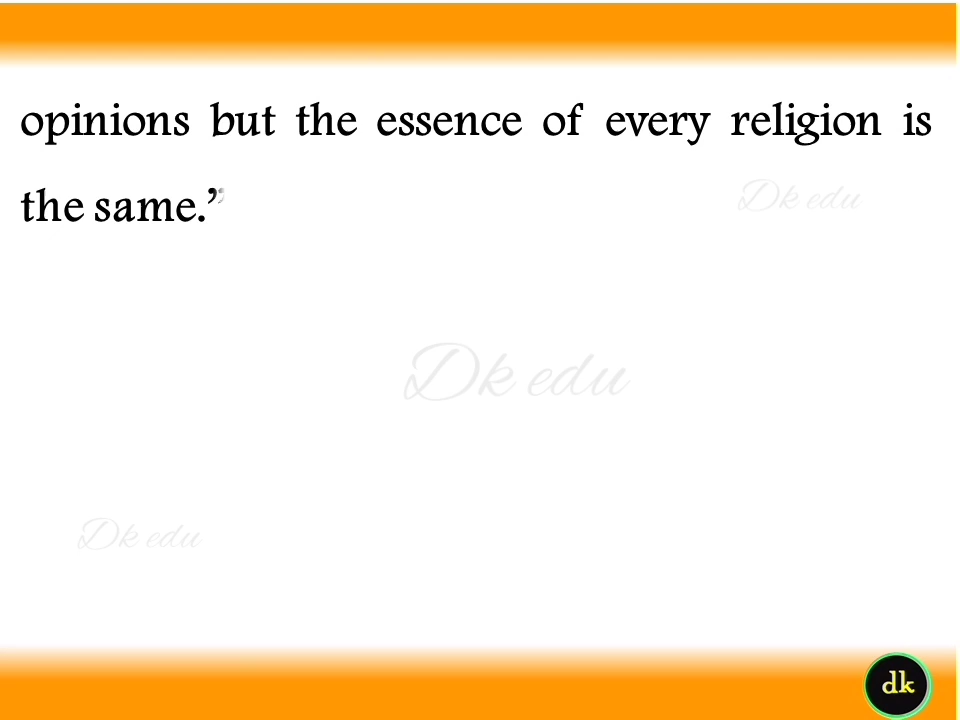 opinions but the essence of every religion is
the same.”
Dk edu
Dk edu
Dk edu
dk